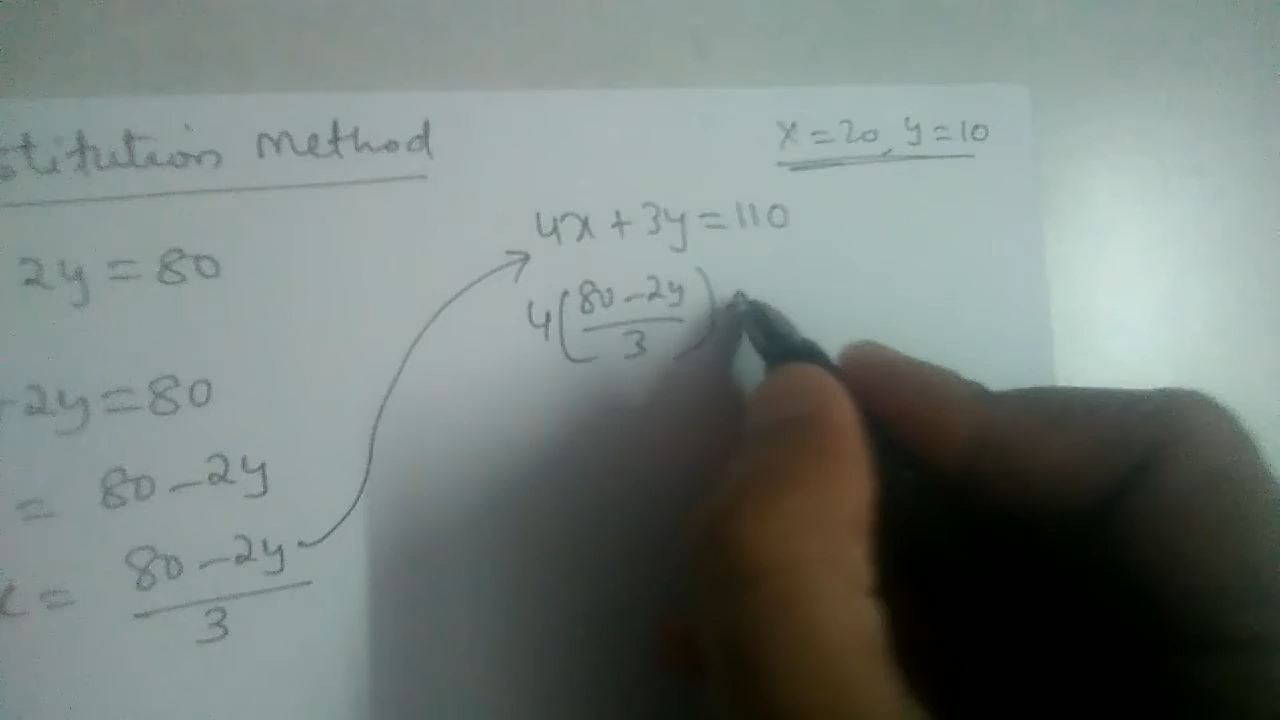 stitution method
2y = 80
-2y = 80
= 80 - 2y
x = 80 - 2y / 3
x = 20, y = 10
4x + 3y = 110
4(80 - 2y / 3)